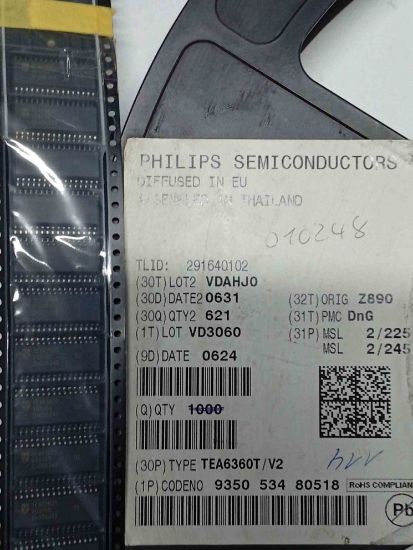 PHILIPS SEMICONDUCTORS
DIFFUSED IN EU
ASSEMBLED IN THAILAND
010248
TLID: 291640102
(30T) LOT2 VDAHJ0
(30D) DATE2 0631 (32T) ORIG Z890
(30Q) QTY2 621 (31T) PMC DnG
(1T) LOT VD3060 (31P) MSL 2/225
MSL 2/245
(9D) DATE 0624
(Q) QTY 1000
(30P) TYPE TEA6360T/V2
(1P) CODENO 9350 534 80518 RoHS COMPLIAN
Pb